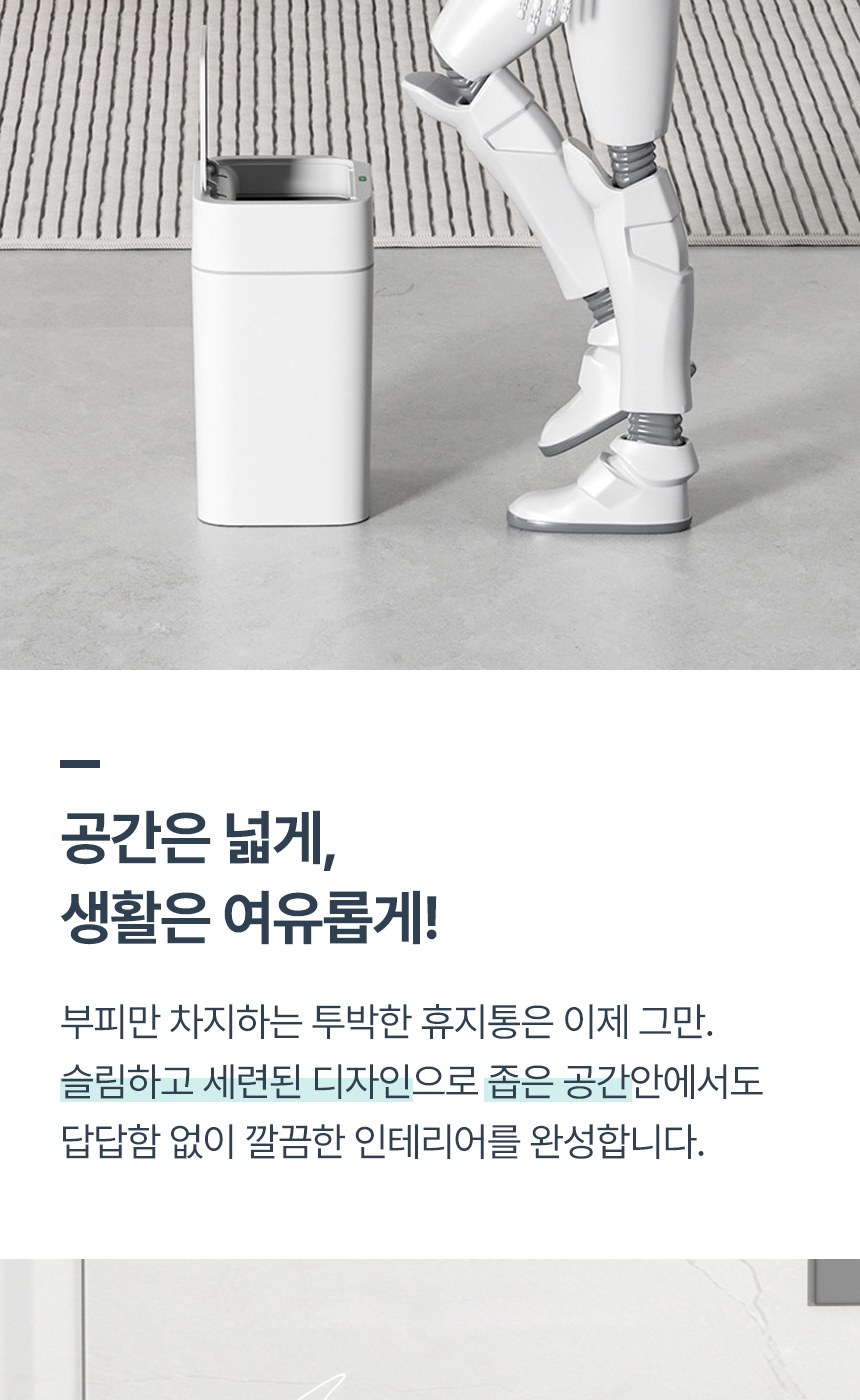 공간은 넓게,
생활은 여유롭게!
부피만 차지하는 투박한 휴지통은 이제 그만.
슬림하고 세련된 디자인으로 좁은 공간안에서도
답답함 없이 깔끔한 인테리어를 완성합니다.